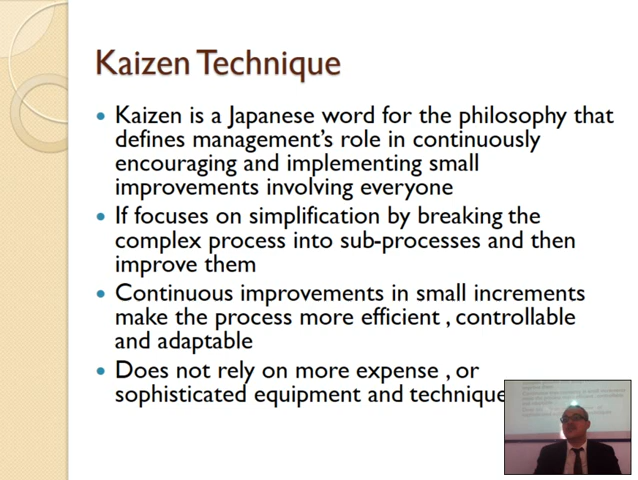 Kaizen Technique
Kaizen is a Japanese word for the philosophy that
defines management's role in continuously
encouraging and implementing small
improvements involving everyone
If focuses on simplification by breaking the
complex process into sub-processes and then
improve them
Continuous improvements in small increments
make the process more efficient , controllable
and adaptable
Does not rely on more expense , or
sophisticated equipment and technique